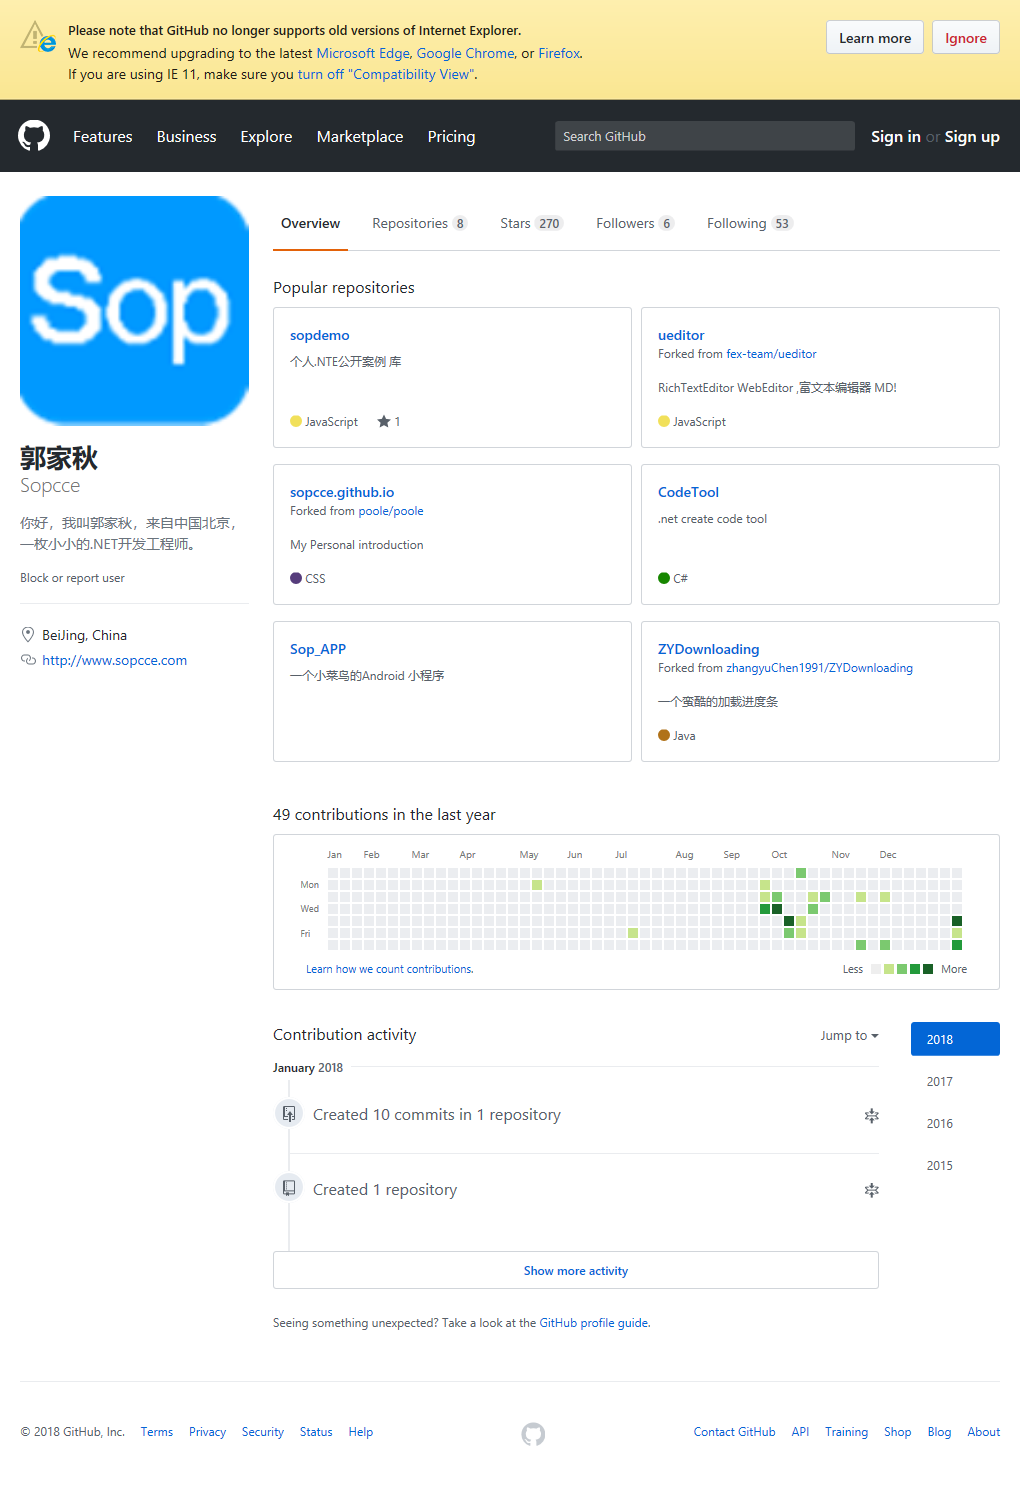 Please note that GitHub no longer supports old versions of Internet Explorer.
We recommend upgrading to the latest Microsoft Edge, Google Chrome, or Firefox.
If you are using IE 11, make sure you turn off "Compatibility View".
Learn more
Ignore
Features
Business
Explore
Marketplace
Pricing
Search GitHub
Sign in or Sign up
Sop
郭家秋
Sopcce
你好，我叫郭家秋，来自中国北京，
一枚小小的.NET开发工程师。
Block or report user
BeiJing, China
http://www.sopcce.com
Overview
Repositories 8
Stars 270
Followers 6
Following 53
Popular repositories
sopdemo
个人.NTE公开案例 库
JavaScript
1
ueditor
Forked from fex-team/ueditor
RichTextEditor WebEditor ,富文本编辑器 MD!
JavaScript
sopcce.github.io
Forked from poole/poole
My Personal introduction
CSS
CodeTool
.net create code tool
C#
Sop_APP
一个小菜鸟的Android 小程序
ZYDownloading
Forked from zhangyuChen1991/ZYDownloading
一个蛮酷的加载进度条
Java
49 contributions in the last year
Jan Feb Mar Apr May Jun Jul Aug Sep Oct Nov Dec
Mon
Wed
Fri
Learn how we count contributions.
Less
More
Contribution activity
Jump to
2018
2017
2016
2015
January 2018
Created 10 commits in 1 repository
Created 1 repository
Show more activity
Seeing something unexpected? Take a look at the GitHub profile guide.
© 2018 GitHub, Inc. Terms Privacy Security Status Help
Contact GitHub API Training Shop Blog About